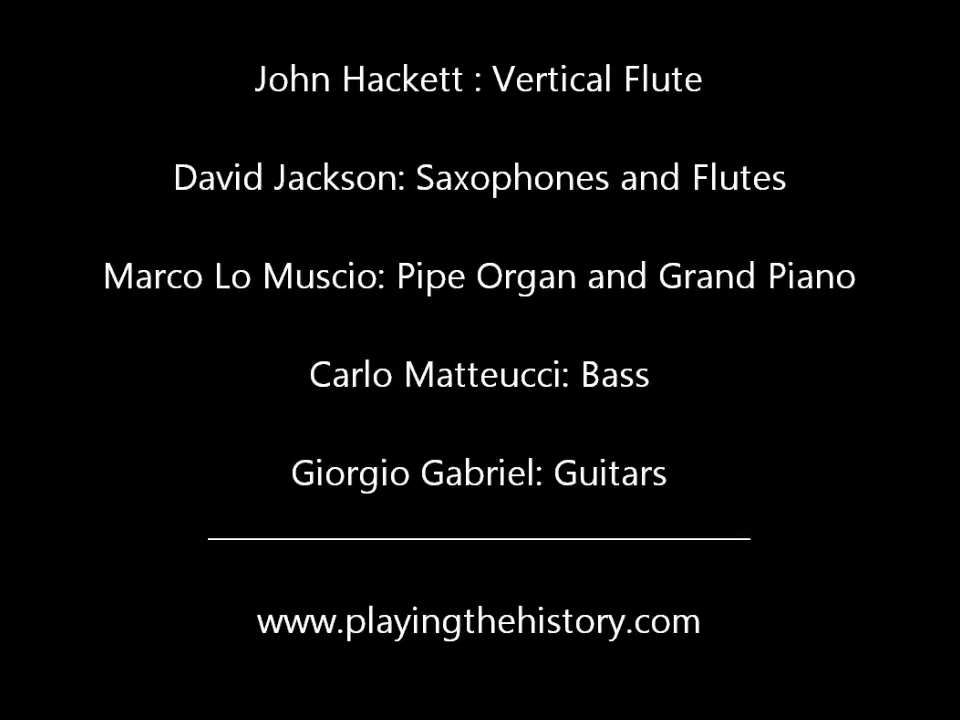 John Hackett : Vertical Flute
David Jackson: Saxophones and Flutes
Marco Lo Muscio: Pipe Organ and Grand Piano
Carlo Matteucci: Bass
Giorgio Gabriel: Guitars
www.playingthehistory.com